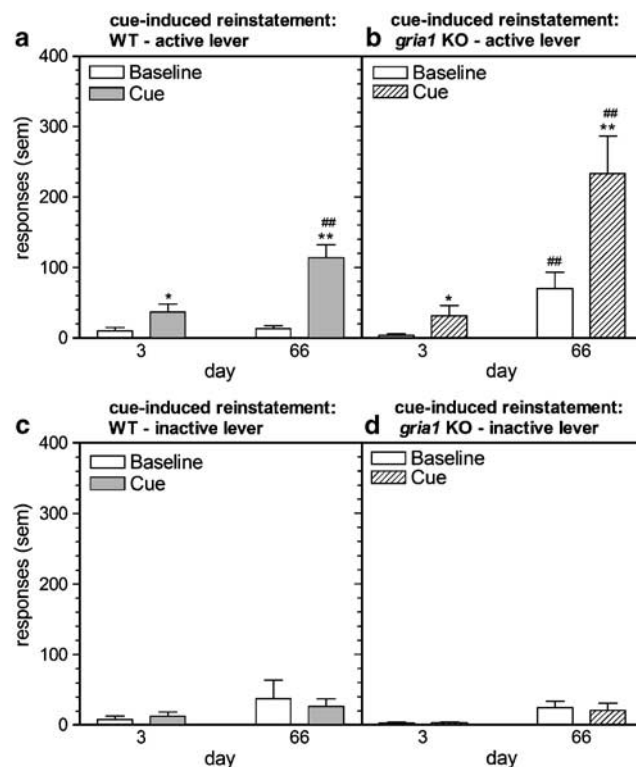 cue-induced reinstatement:
a WT - active lever
cue-induced reinstatement:
b gria1 KO - active lever
400
300
200
100
0
responses (sem)
Baseline
Cue
*
##
**
3
66
day
Baseline
Cue
*
##
##
**
3
66
day
cue-induced reinstatement:
c WT - inactive lever
cue-induced reinstatement:
d gria1 KO - inactive lever
400
300
200
100
0
responses (sem)
Baseline
Cue
3
66
day
Baseline
Cue
3
66
day